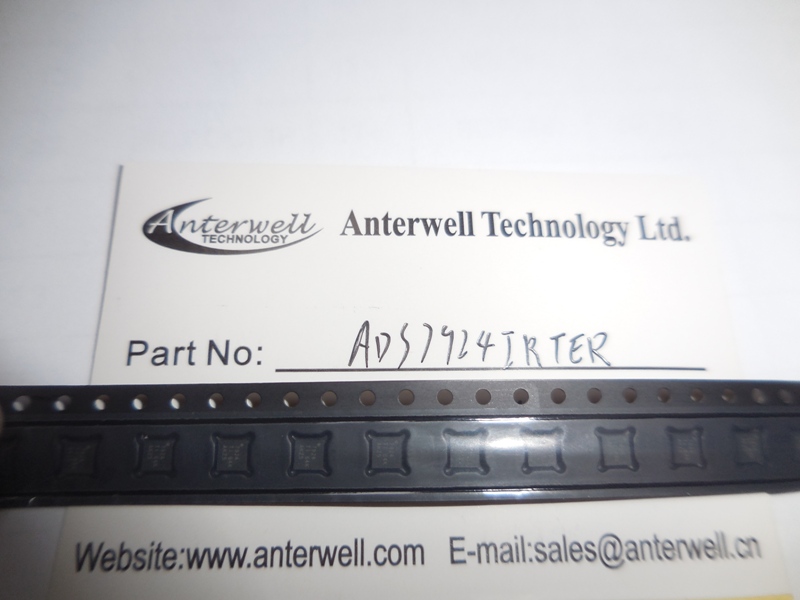 Anterwell
TECHNOLOGY
Anterwell Technology Ltd.
Part No: ADS7924IRTER
Website:www.anterwell.com E-mail:sales@anterwell.cn